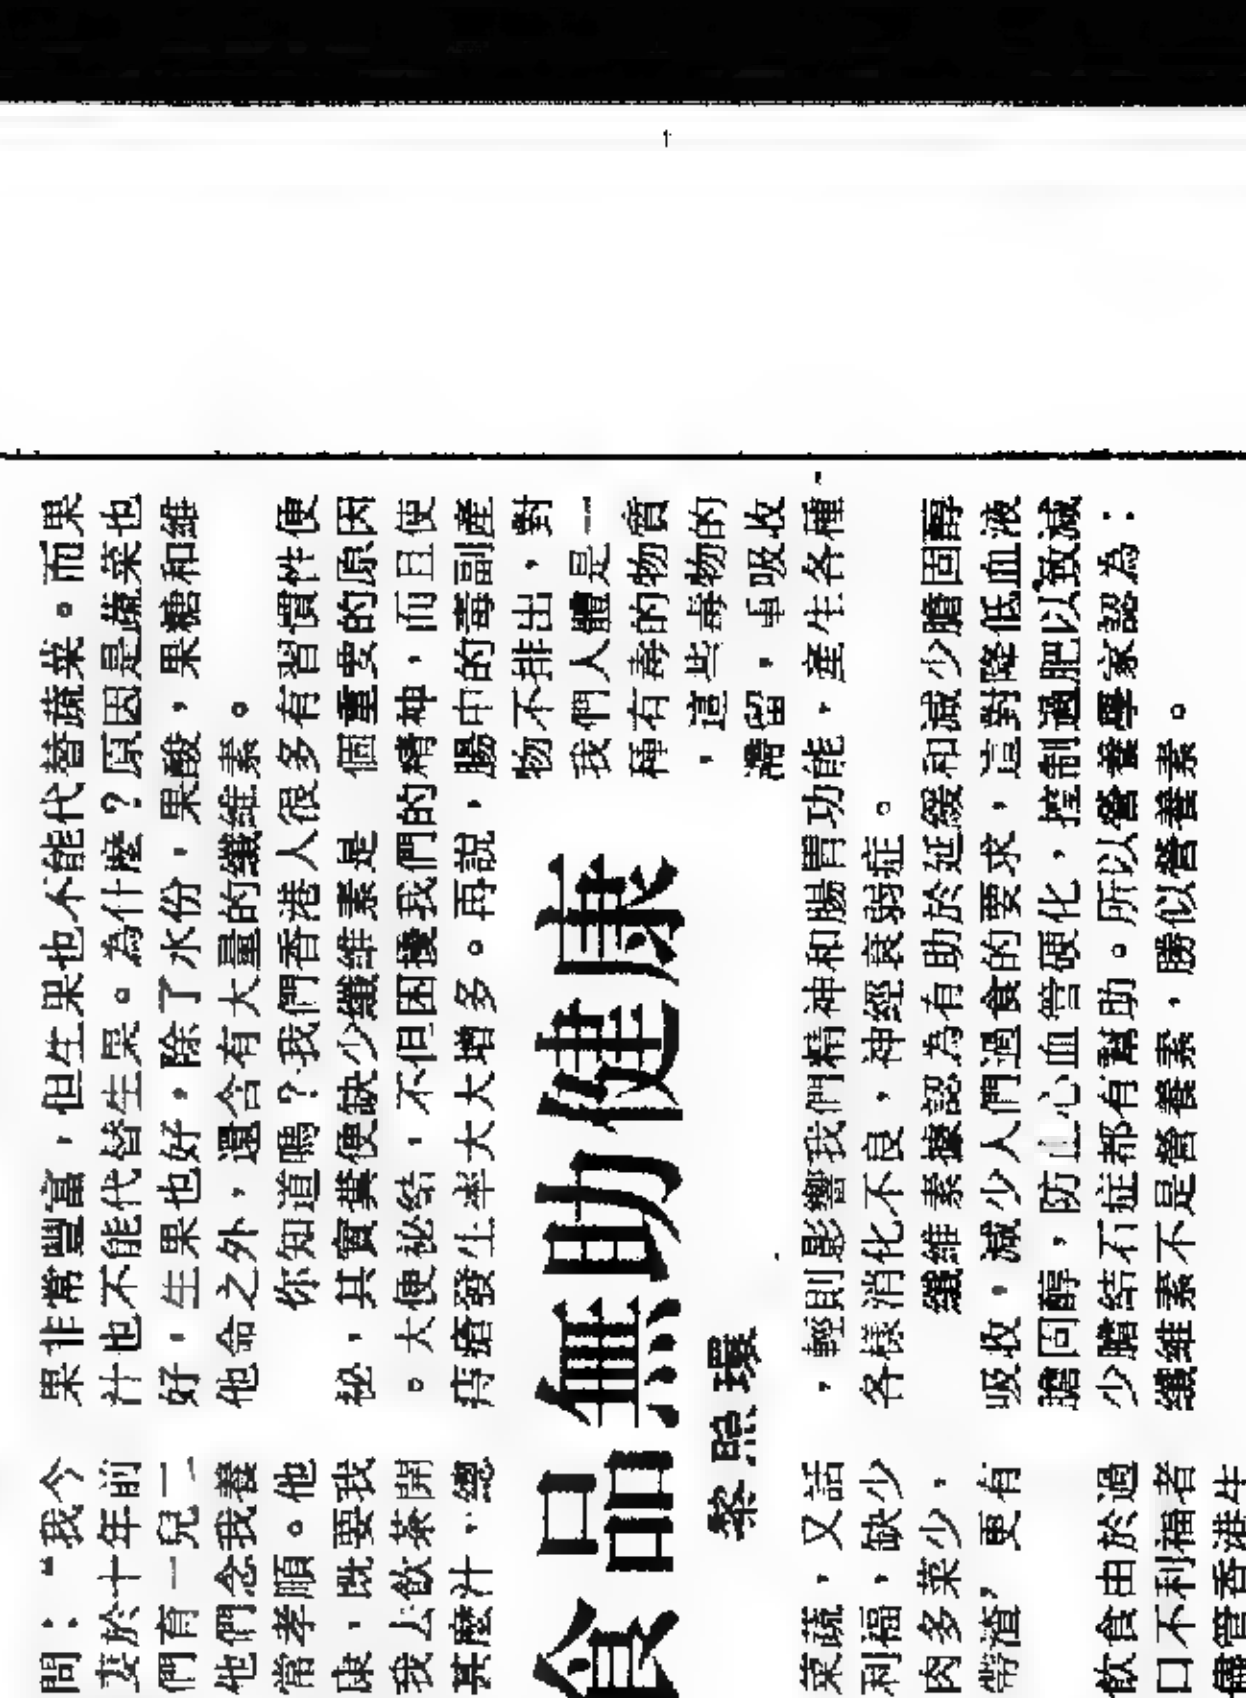 問：“我今
妻於十年前
們育一兒二
他們念我養
常孝順。他
康，既要我
我去飲茶開
甚麼汁，總
食品無助健康
黎照環
菜蔬，又話
利福，缺少
肉多菜少，
帶渣” 更有
飲食由於過
口不利福者
儘管香港生
果非常豐富，但生果也不能代替蔬菜。而果
汁也不能代替生果。為什麼？原因是蔬菜也
好，生果也好，除了水份，果酸，果糖和維
他命之外，還含有大量的纖維素。
你知道嗎？我們香港人很多有習慣性便
祕，其實糞便缺少纖維素是一個重要的原因
。大便祕結，不但困擾我們的精神，而且使
痔瘡發生率大大增多。再說，腸中的毒副產
物不排出，對
我們人體是一
種有毒的物質
，這些毒物的
滯留，再吸收
，輕則影響我們精神和腸胃功能，產生各種
各樣消化不良，神經衰弱症。
纖維素據認為有助於延緩和減少膽固醇
吸收，減少人們過食的要求，這對降低血液
膽固醇，防止心血管硬化，控制過肥以致減
少膽結石症都有幫助。所以營養學家認為：
纖維素不是營養素，勝似營養素。